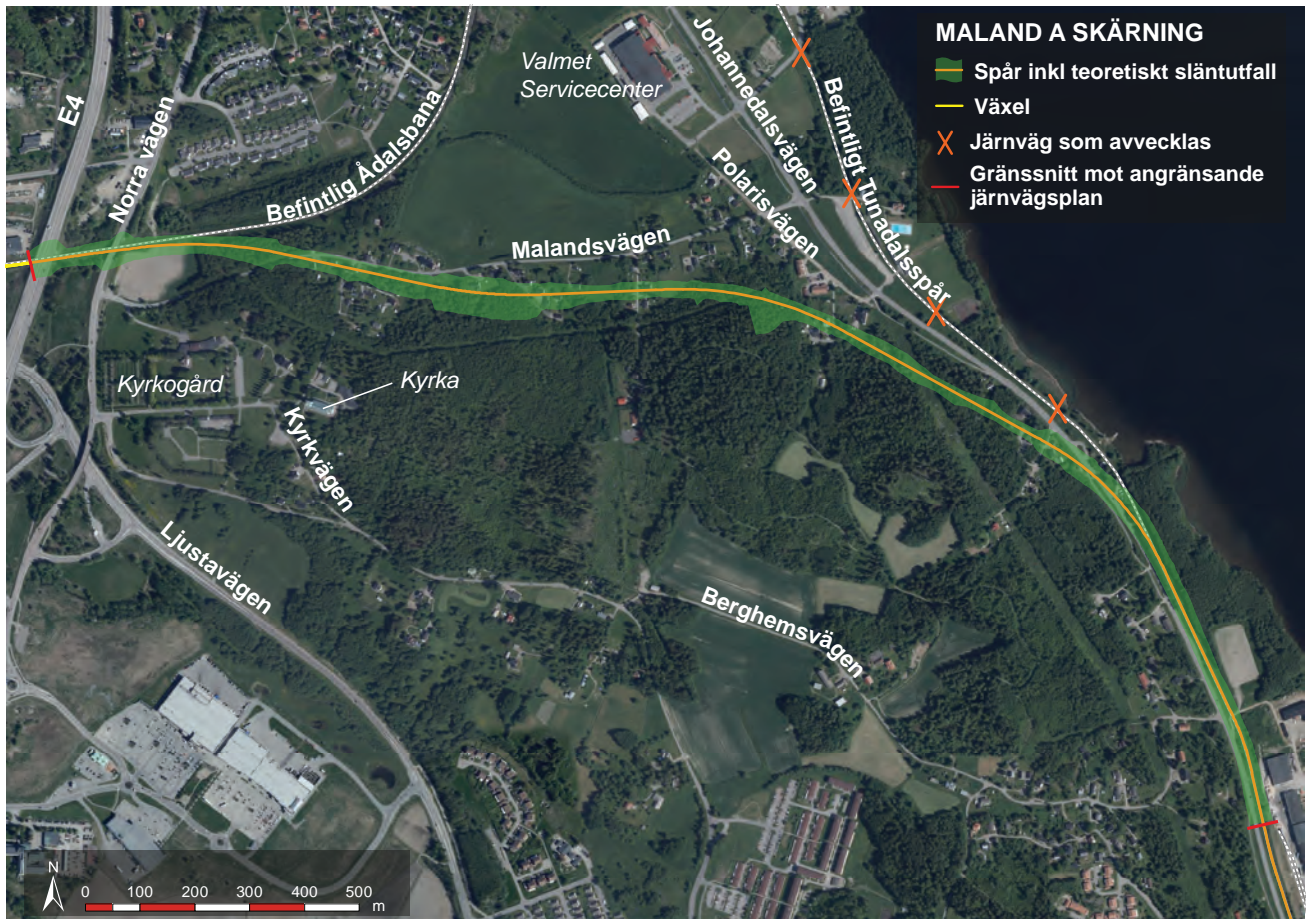 MALAND A SKÄRNING
Spår inkl teoretiskt släntutfall
Växel
Järnväg som avvecklas
Gränssnitt mot angränsande
järnvägsplan
E4
Norra vägen
Befintlig Ådalsbana
Valmet
Servicecenter
Johannedalsvägen
Befintligt Tunadalsspår
Polarisvägen
Malandsvägen
Kyrkogård
Kyrka
Kyrkvägen
Ljustavägen
Berghemsvägen
N
0 100 200 300 400 500
m